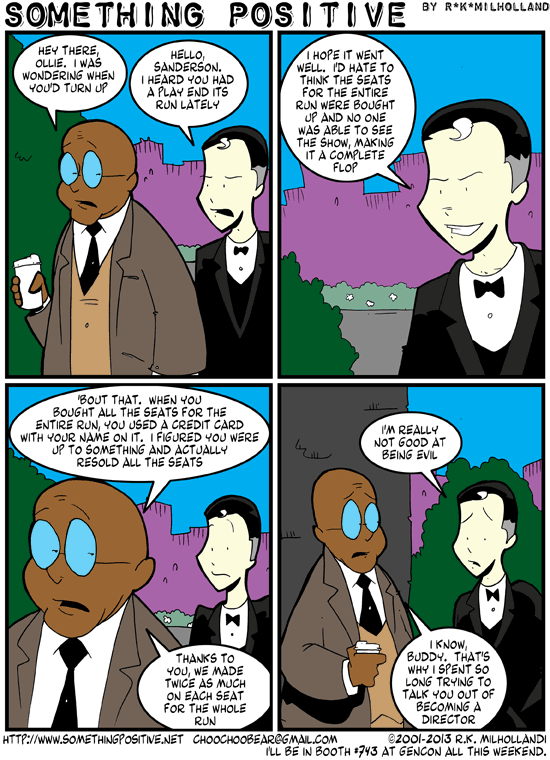 SOMETHING POSITIVE
BY R*K*MILHOLLAND
HEY THERE,
OLLIE. I WAS
WONDERING WHEN
YOU'D TURN UP
HELLO,
SANDERSON.
I HEARD YOU HAD
A PLAY END ITS
RUN LATELY
I HOPE IT WENT
WELL. I'D HATE TO
THINK THE SEATS
FOR THE ENTIRE
RUN WERE BOUGHT
UP AND NO ONE
WAS ABLE TO SEE
THE SHOW, MAKING
IT A COMPLETE
FLOP
'BOUT THAT. WHEN YOU
BOUGHT ALL THE SEATS FOR THE
ENTIRE RUN, YOU USED A CREDIT CARD
WITH YOUR NAME ON IT. I FIGURED YOU WERE
UP TO SOMETHING AND ACTUALLY
RESOLD ALL THE SEATS
THANKS TO
YOU, WE MADE
TWICE AS MUCH
ON EACH SEAT
FOR THE WHOLE
RUN
I'M REALLY
NOT GOOD AT
BEING EVIL
I KNOW,
BUDDY. THAT'S
WHY I SPENT SO
LONG TRYING TO
TALK YOU OUT OF
BECOMING A
DIRECTOR
HTTP://WWW.SOMETHINGPOSITIVE.NET CHOOCHOOBEAR@GMAIL.COM ©2001-2013 R.K. MILHOLLAND!
I'LL BE IN BOOTH #743 AT GENCON ALL THIS WEEKEND.